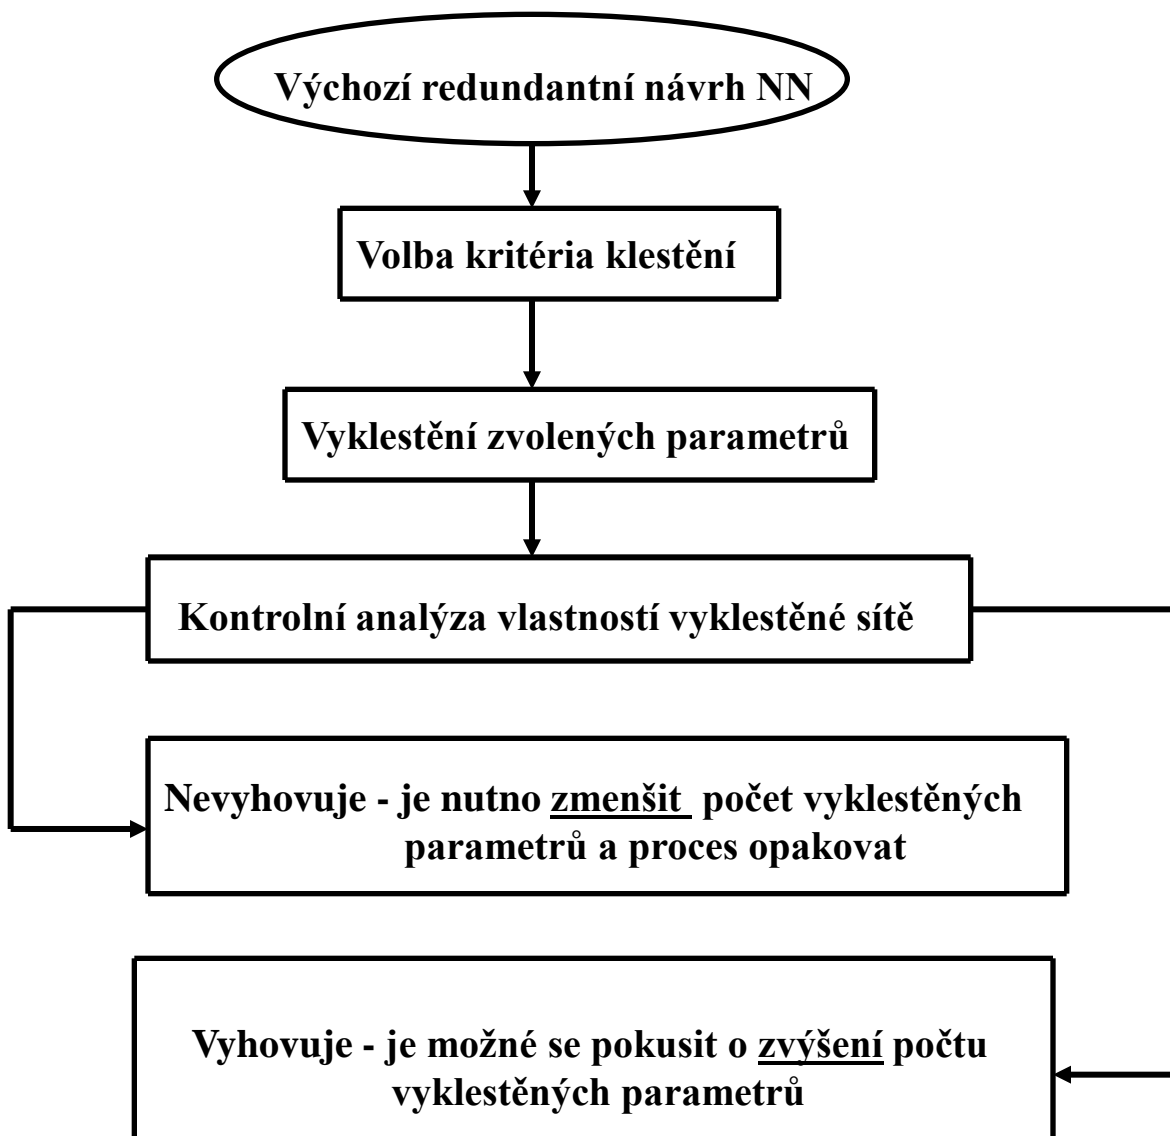 Výchozí redundantní návrh NN
Volba kritéria klestění
Vyklestění zvolených parametrů
Kontrolní analýza vlastností vyklestěné sítě
Nevyhovuje - je nutno zmenšit počet vyklestěných
parametrů a proces opakovat
Vyhovuje - je možné se pokusit o zvýšení počtu
vyklestěných parametrů